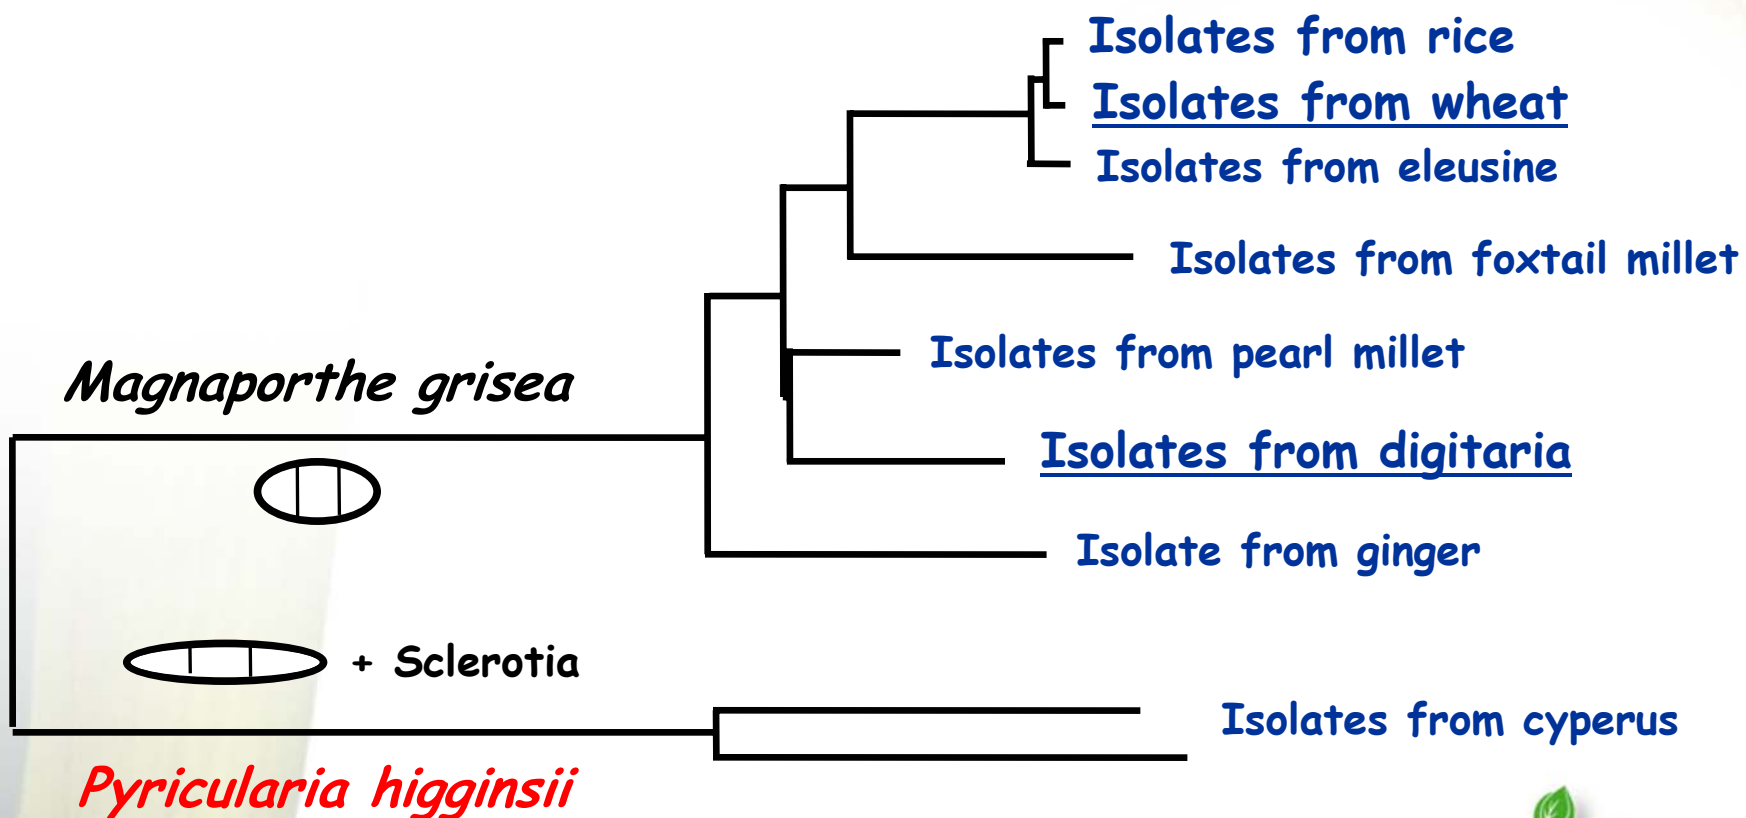 Isolates from rice
Isolates from wheat
Isolates from eleusine
Isolates from foxtail millet
Isolates from pearl millet
Magnaporthe grisea
Isolates from digitaria
Isolate from ginger
+ Sclerotia
Isolates from cyperus
Pyricularia higginsii